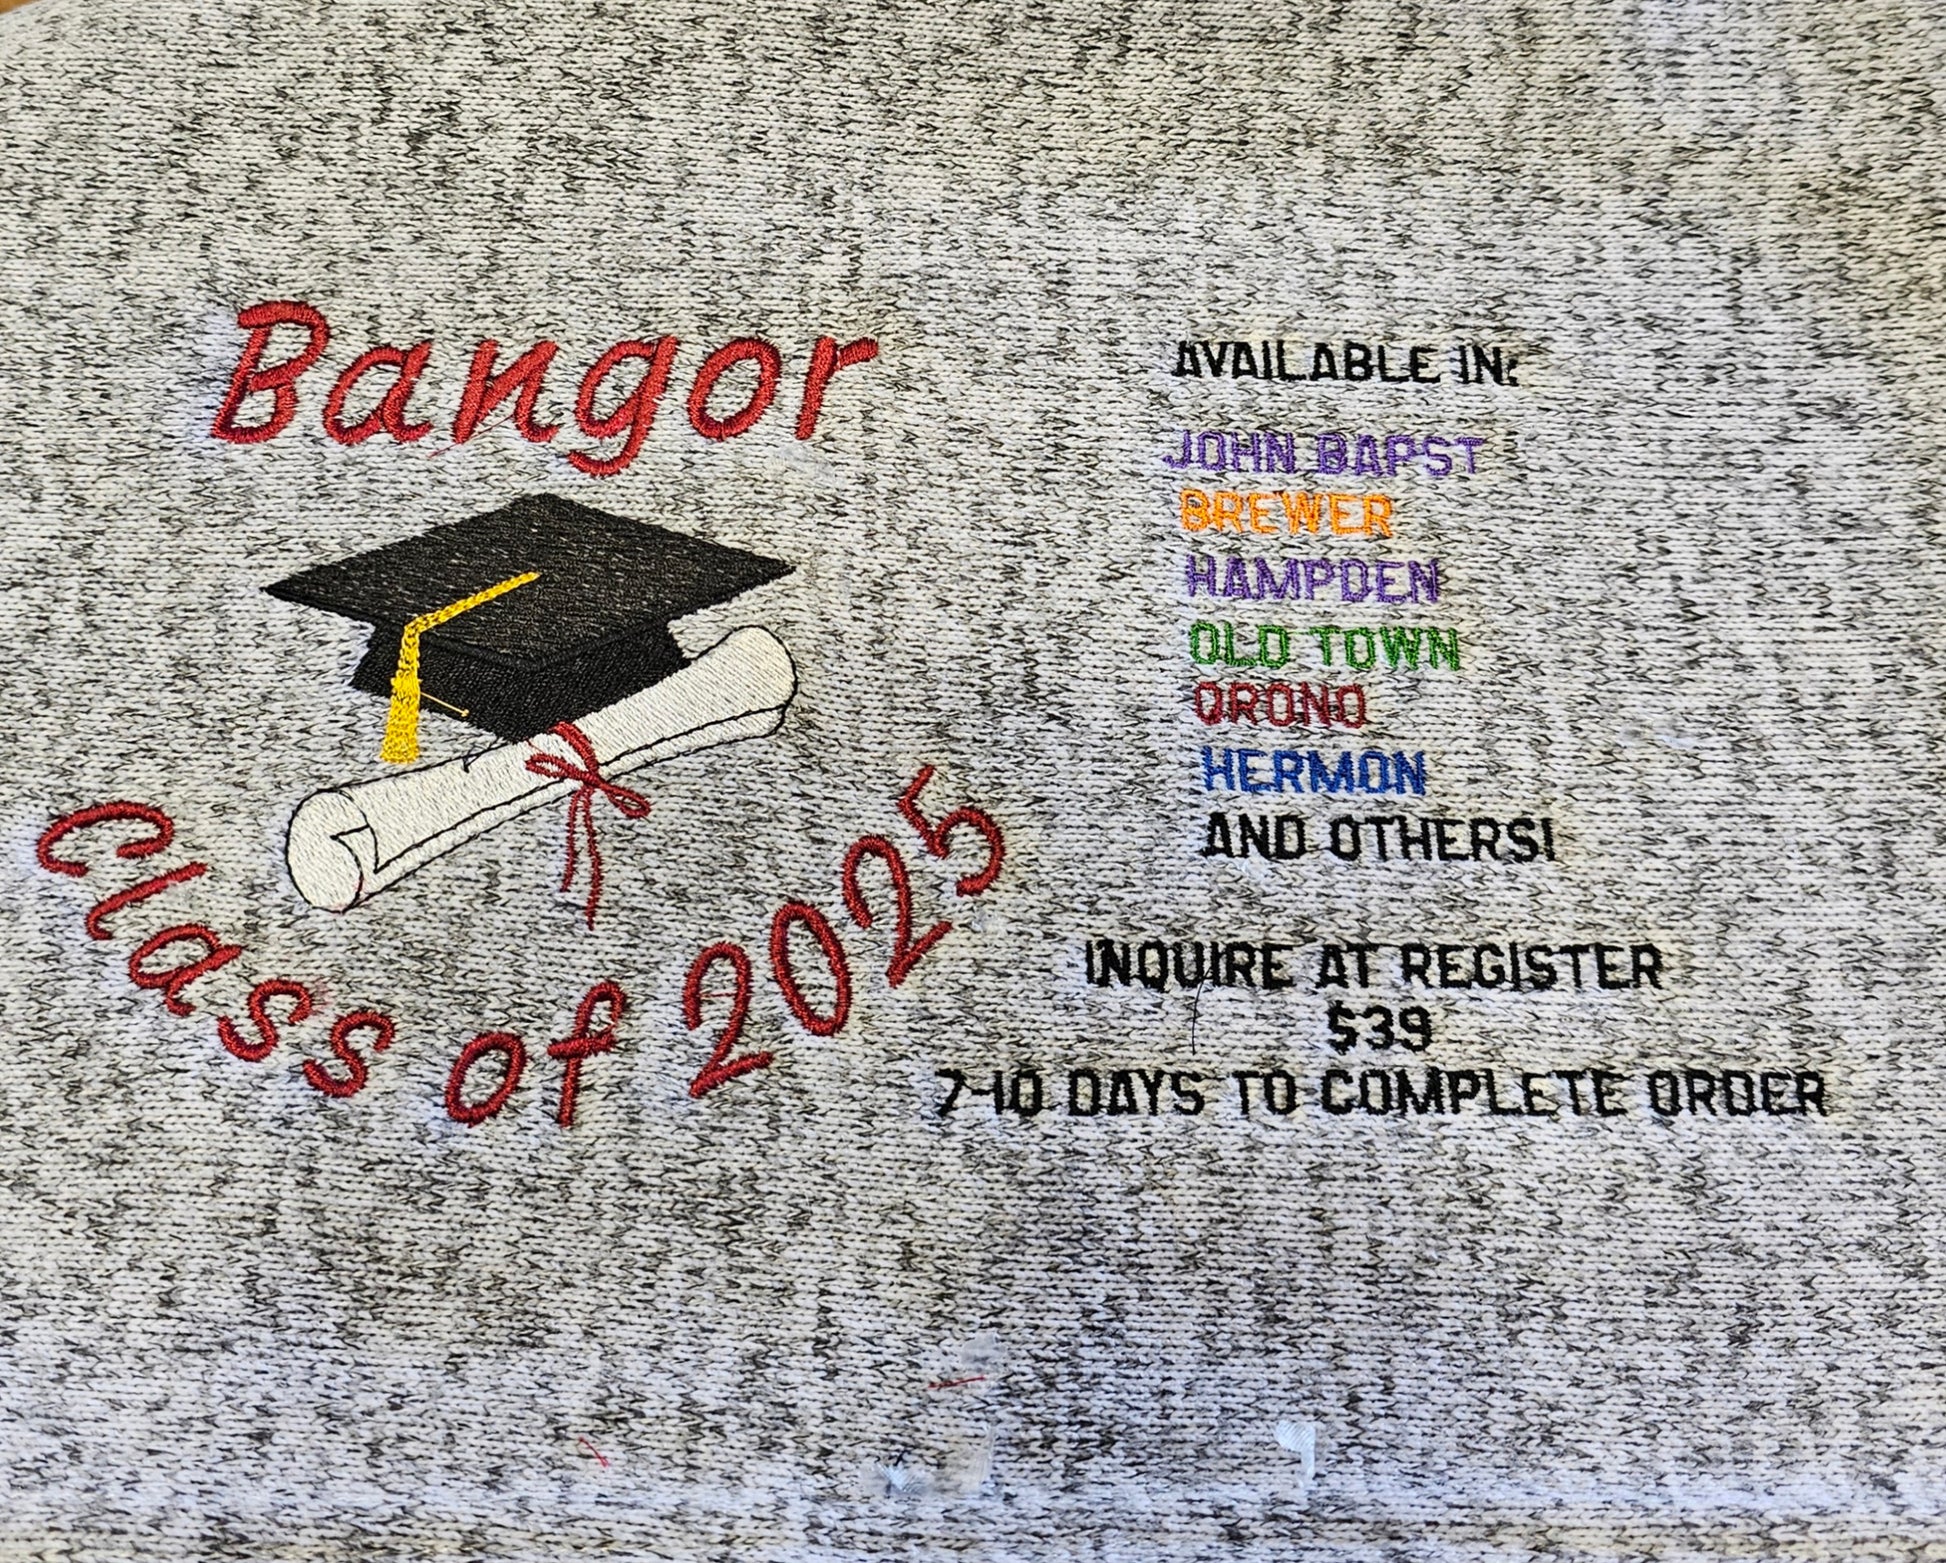 Bangor
Class of 2025
AVAILABLE IN:
JOHN BAPST
BREWER
HAMPDEN
OLD TOWN
ORONO
HERMON
AND OTHERS!
INQUIRE AT REGISTER
$39
7-10 DAYS TO COMPLETE ORDER